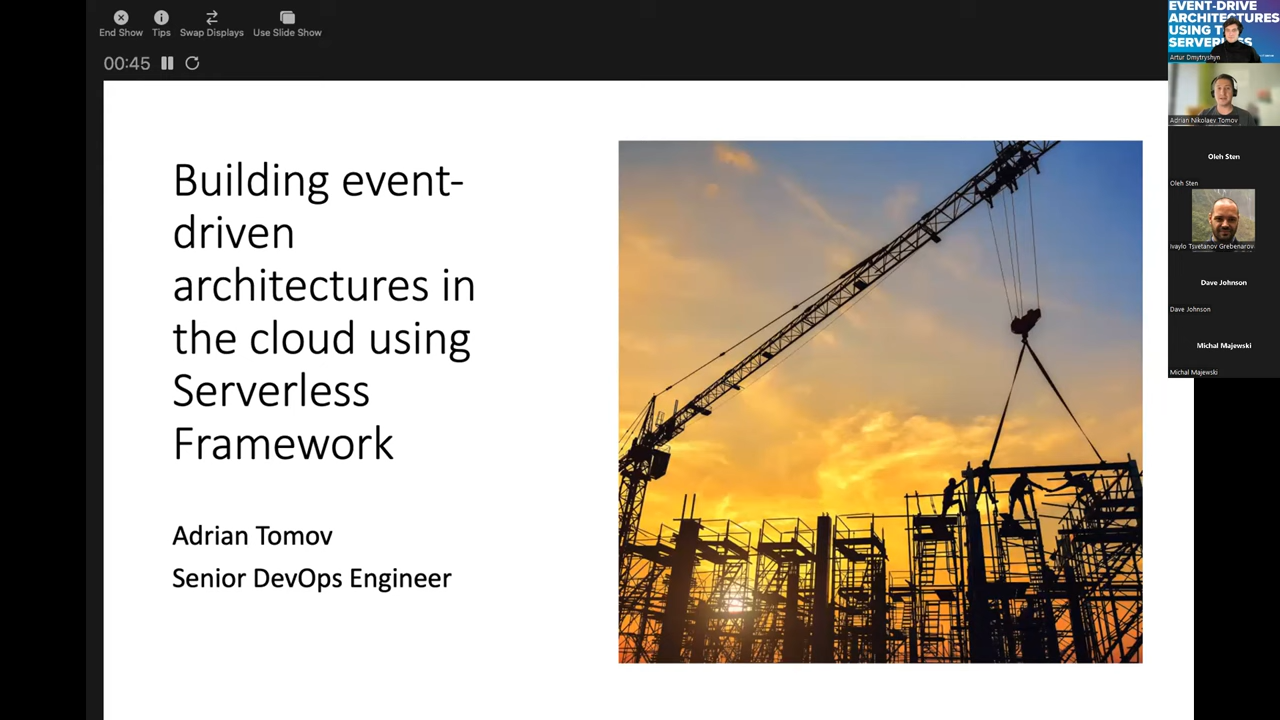 End Show
Tips
Swap Displays
Use Slide Show
00:45
Building event-
driven
architectures in
the cloud using
Serverless
Framework
Adrian Tomov
Senior DevOps Engineer
EVENT-DRIVE
ARCHITECTURES
USING T
SERVERLESS
Artur Dmytryshyn
Adrian Nikolaev Tomov
Oleh Sten
Oleh Sten
Ivaylo Tsvetanov Grebenarov
Dave Johnson
Dave Johnson
Michal Majewski
Michal Majewski